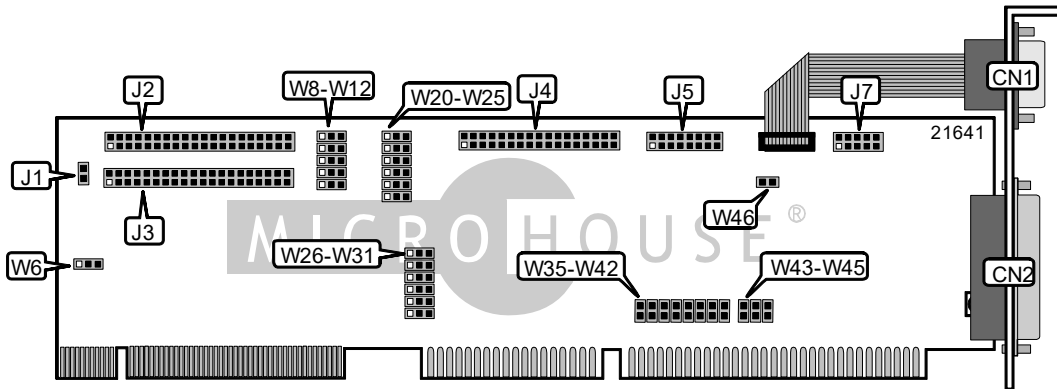 CN1
J2
W8-W12
W20-W25
J4
J5
J7
21641
J1
J3
W46
MICROHOUSE®
W6
W26-W31
W35-W42
W43-W45
CN2